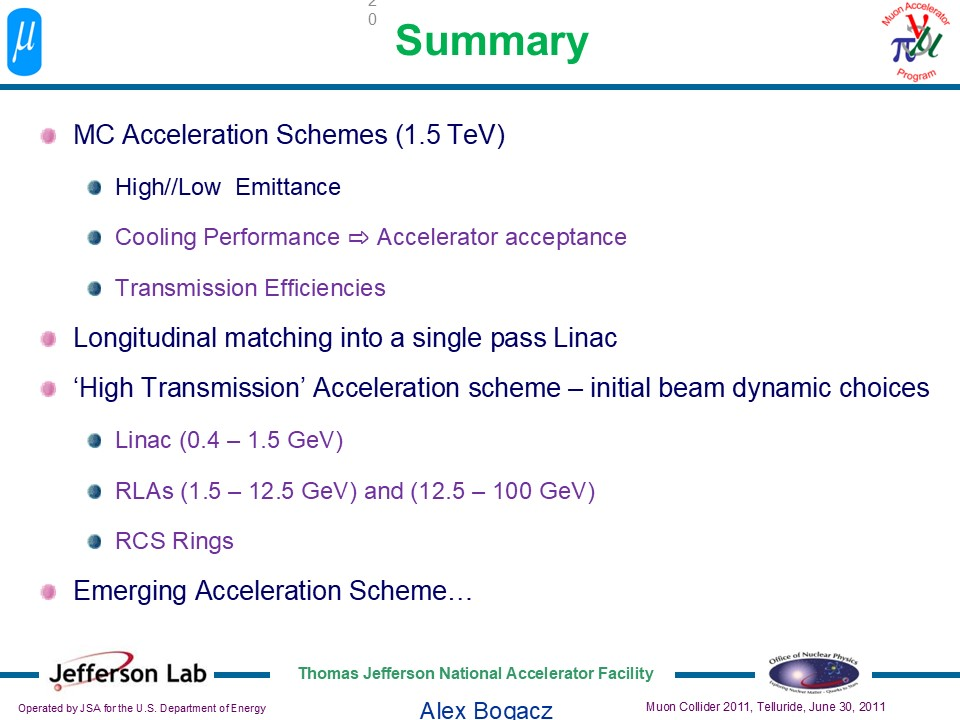 2
0
μ
Summary
Muon Accelerator
πνμ
Program
MC Acceleration Schemes (1.5 TeV)
High//Low Emittance
Cooling Performance ⇨ Accelerator acceptance
Transmission Efficiencies
Longitudinal matching into a single pass Linac
‘High Transmission’ Acceleration scheme – initial beam dynamic choices
Linac (0.4 – 1.5 GeV)
RLAs (1.5 – 12.5 GeV) and (12.5 – 100 GeV)
RCS Rings
Emerging Acceleration Scheme…
Jefferson Lab
Thomas Jefferson National Accelerator Facility
Office of Nuclear Physics
Operated by JSA for the U.S. Department of Energy
Alex Bogacz
Muon Collider 2011, Telluride, June 30, 2011